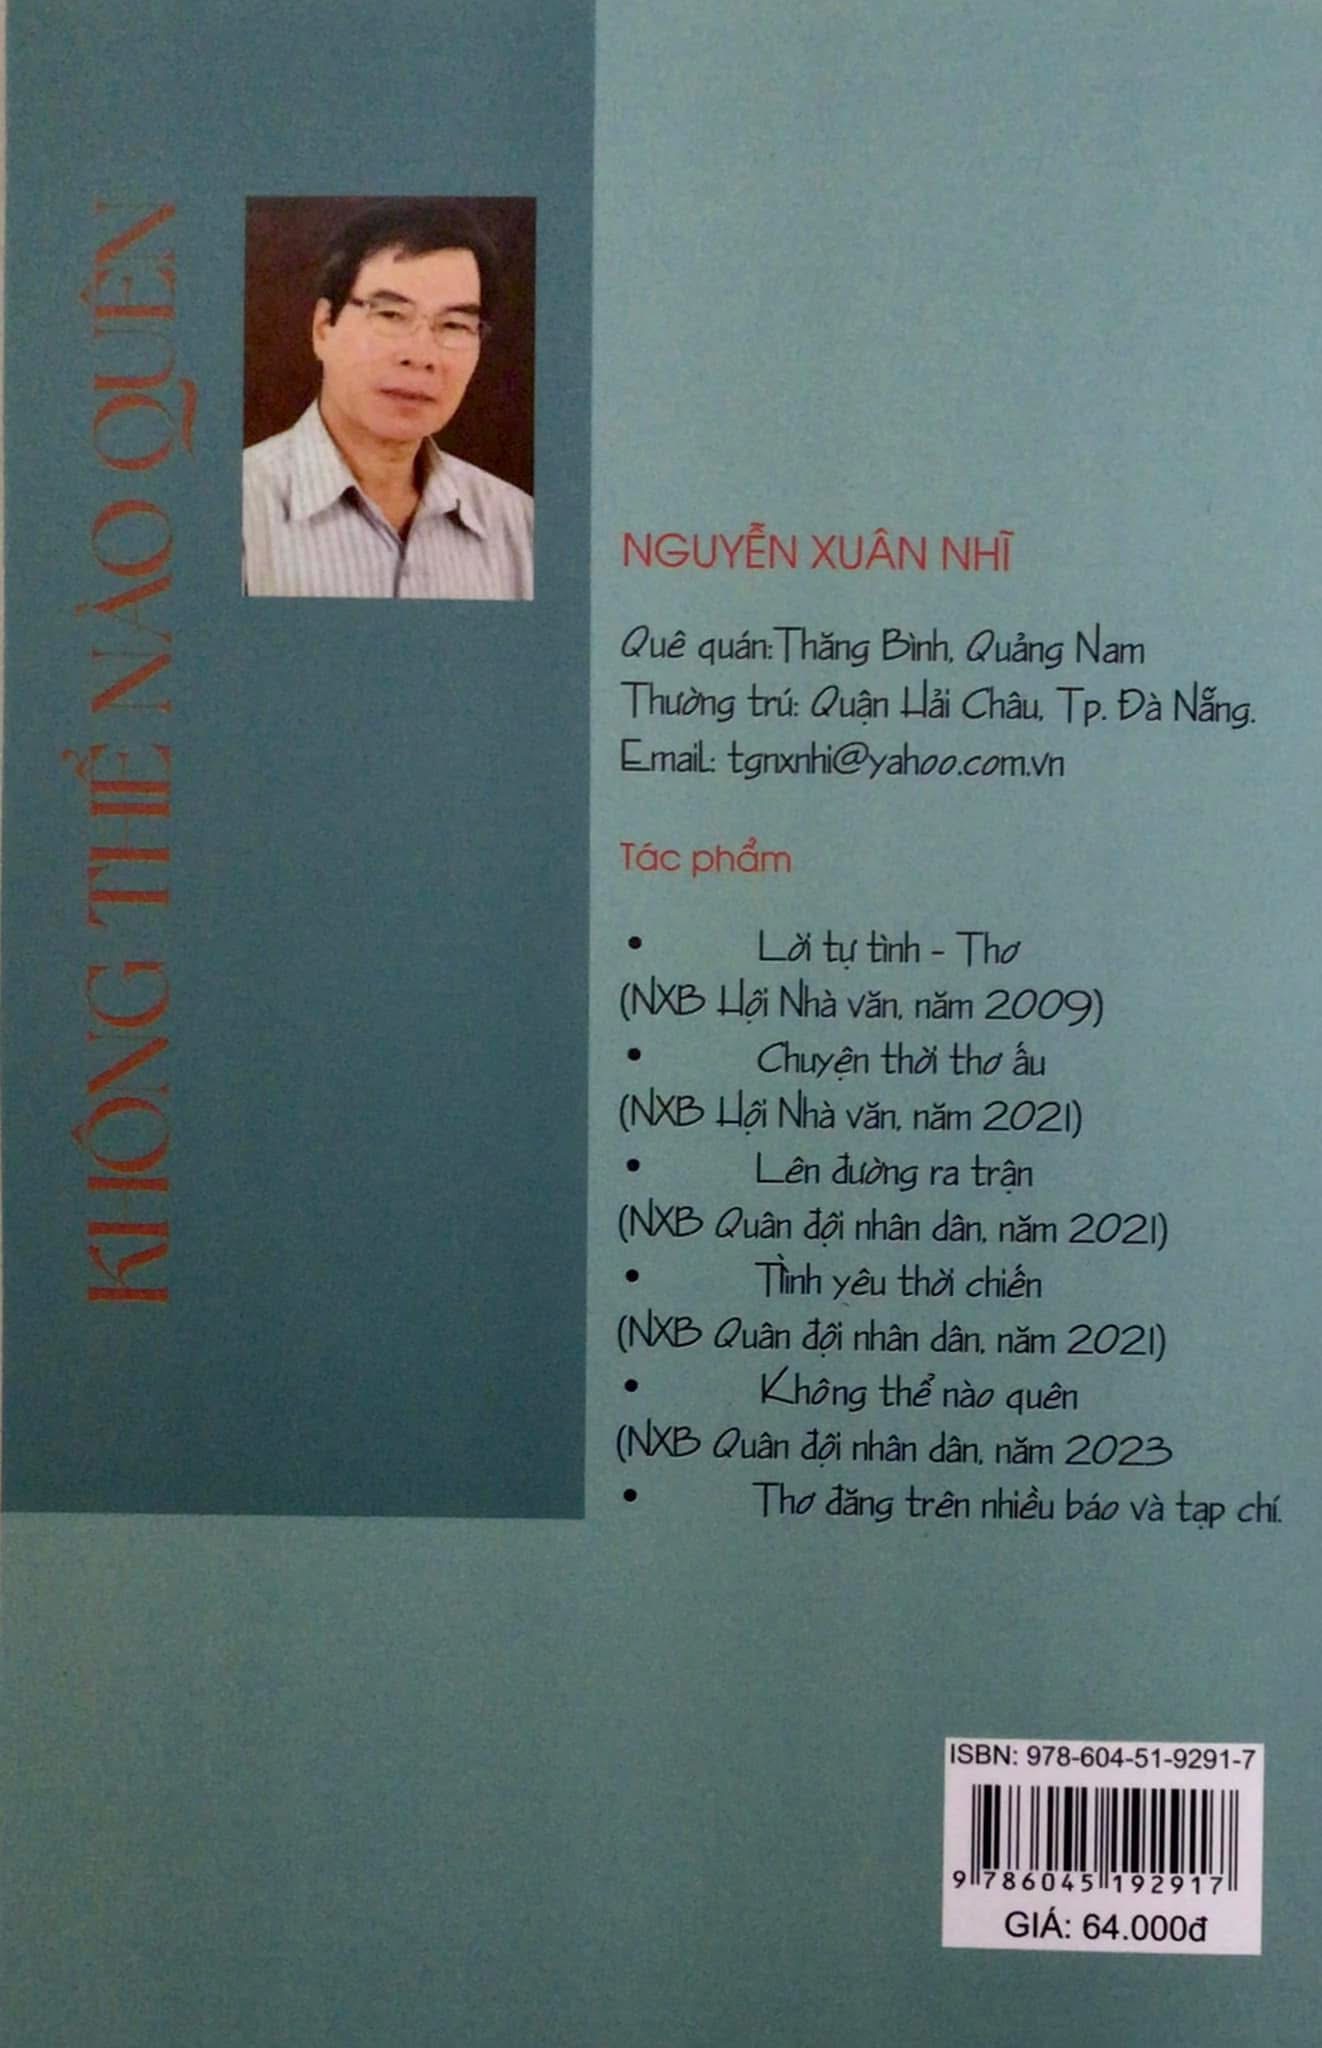 KHÔNG THỂ NÀO QUÊN
NGUYỄN XUÂN NHĨ
Quê quán:Thăng Bình, Quảng Nam
Thường trú: Quận Hải Châu, Tp. Đà Nẵng.
Email: tgnxnhi@yahoo.com.vn
Tác phẩm
• Lời tự tình - Thơ
(NXB Hội Nhà văn, năm 2009)
• Chuyện thời thơ ấu
(NXB Hội Nhà văn, năm 2021)
• Lên đường ra trận
(NXB Quân đội nhân dân, năm 2021)
• Tình yêu thời chiến
(NXB Quân đội nhân dân, năm 2021)
• Không thể nào quên
(NXB Quân đội nhân dân, năm 2023
• Thơ đăng trên nhiều báo và tạp chí.
ISBN: 978-604-51-9291-7
9 786045 192917
GIÁ: 64.000đ